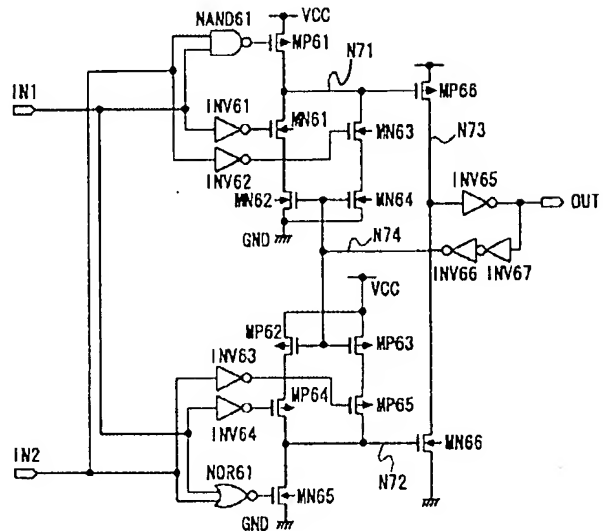 NAND61
VCC
MP61
N71
MP66
IN1
INV61
MN61
MN63
N73
INV62
INV65
OUT
MN62
MN64
GND
N74
INV66
INV67
VCC
MP62
MP63
INV63
MP64
MP65
INV64
IN2
NOR61
MN66
N72
MN65
GND